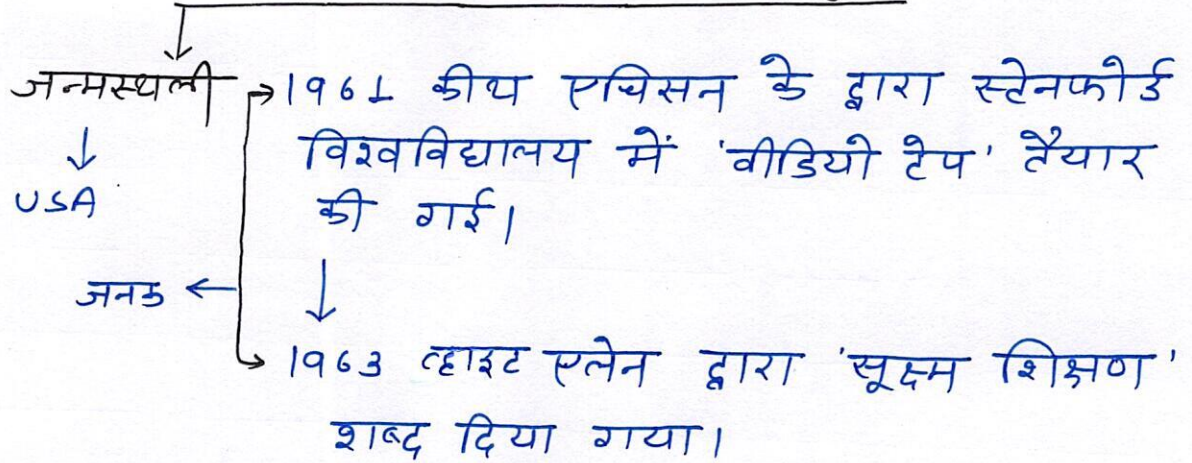 जन्मस्थली → 1961 कीथ एचिसन के द्वारा स्टेनफोर्ड
विश्वविद्यालय में 'वीडियो टेप' तैयार
USA
की गई।
जनक ←
1963 व्हाइट एलेन द्वारा 'सूक्ष्म शिक्षण'
शब्द दिया गया।